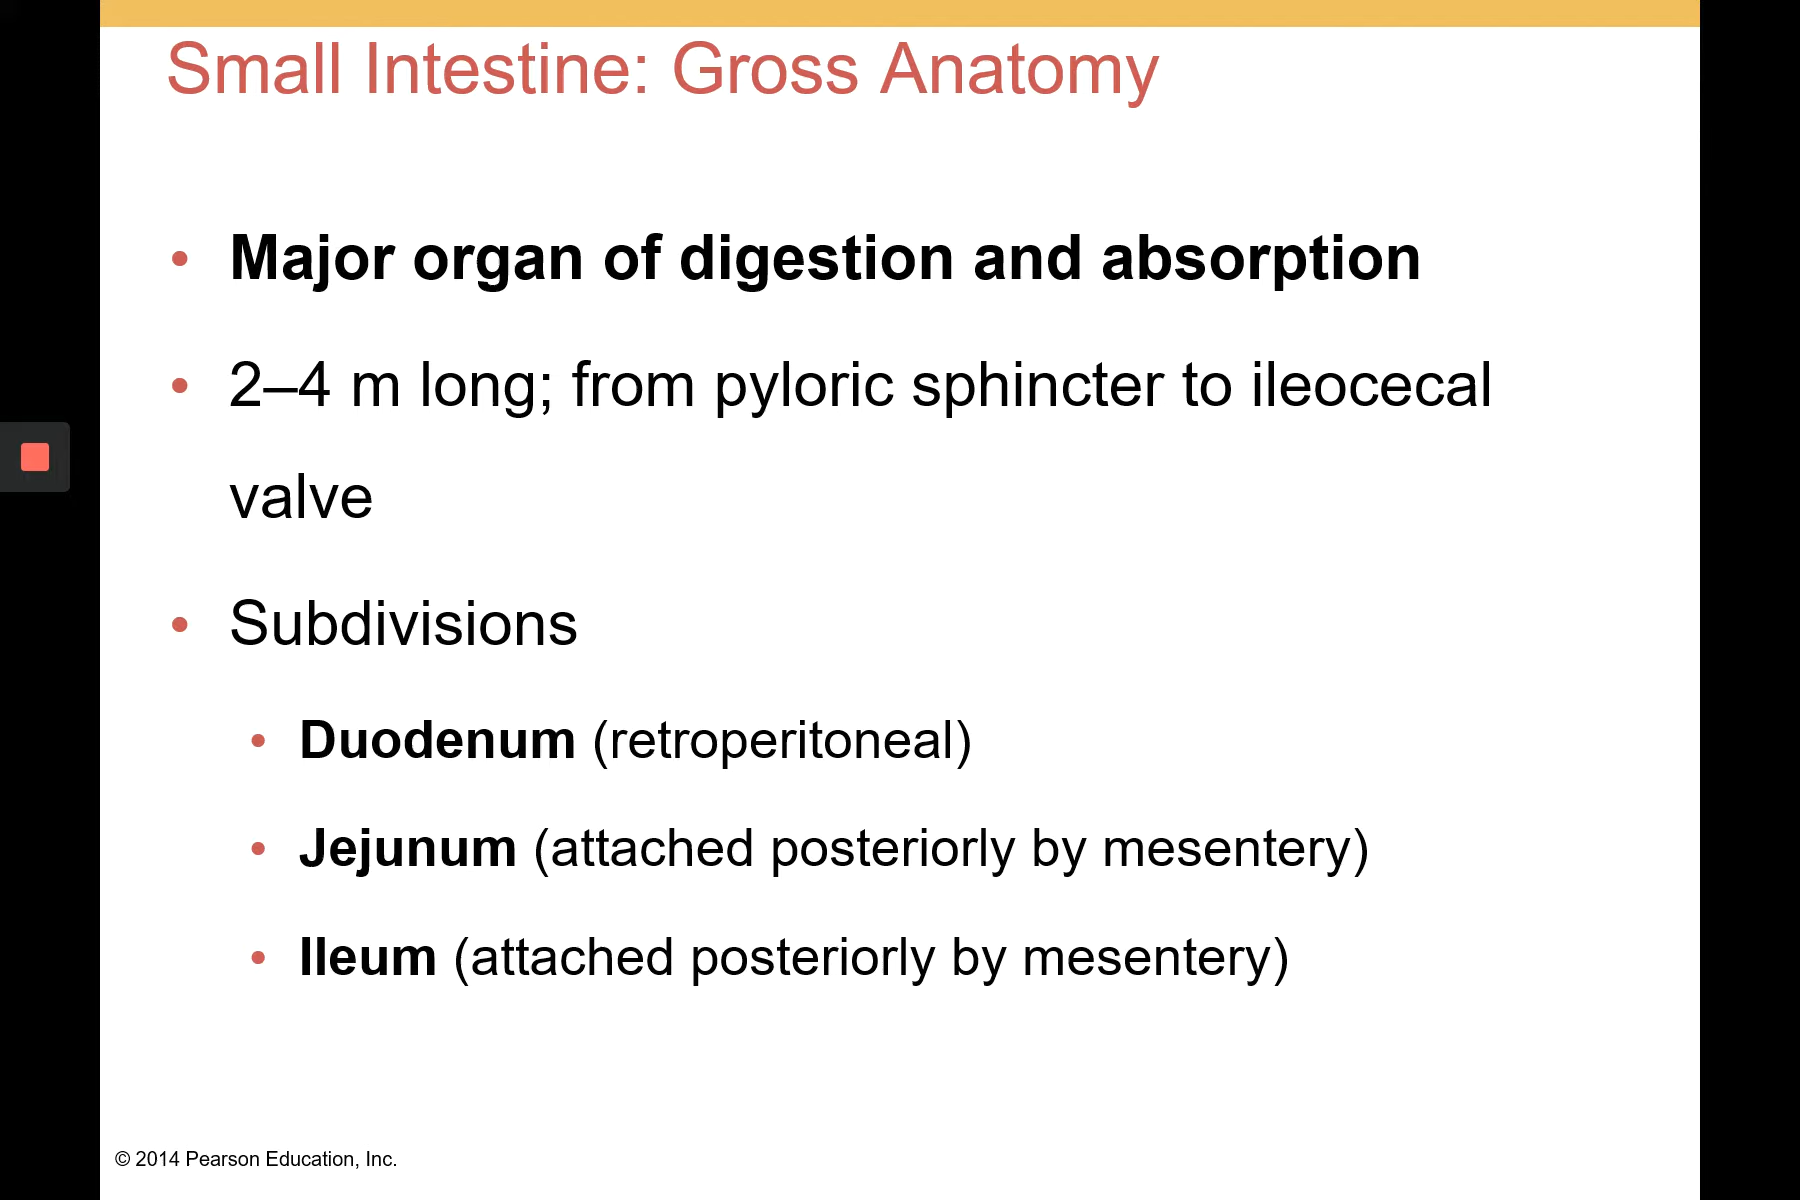 Small Intestine: Gross Anatomy
• Major organ of digestion and absorption
• 2–4 m long; from pyloric sphincter to ileocecal
valve
• Subdivisions
• Duodenum (retroperitoneal)
• Jejunum (attached posteriorly by mesentery)
• Ileum (attached posteriorly by mesentery)
© 2014 Pearson Education, Inc.